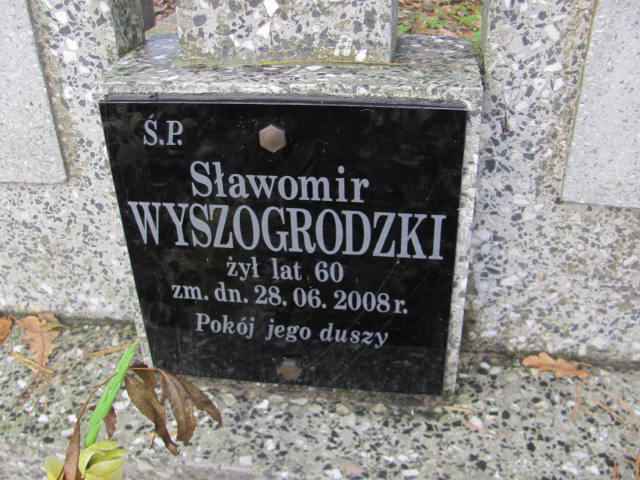 Ś.P.
Sławomir
WYSZOGRODZKI
żył lat 60
zm. dn. 28. 06. 2008 r.
Pokój jego duszy